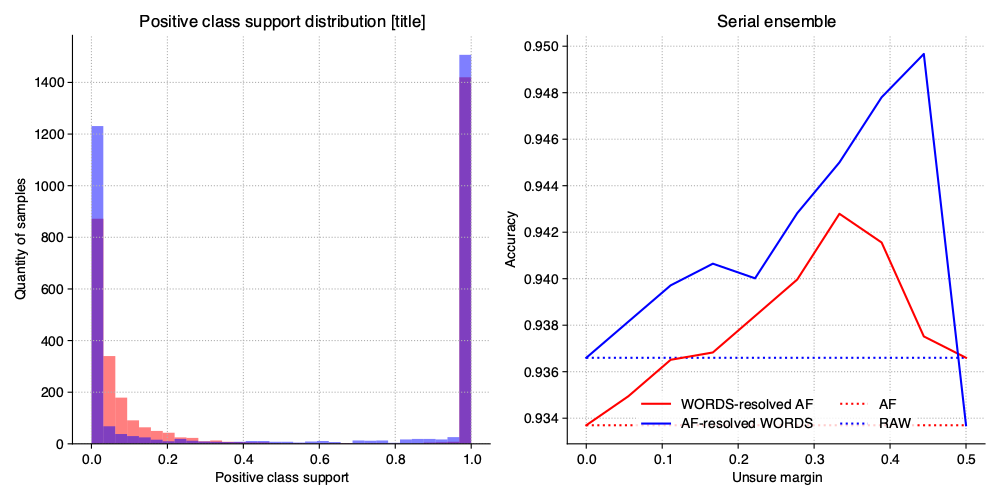 Positive class support distribution [title]
Quantity of samples
1400
1200
1000
800
600
400
200
0
0.0 0.2 0.4 0.6 0.8 1.0
Positive class support
Serial ensemble
Accuracy
0.950
0.948
0.946
0.944
0.942
0.940
0.938
0.936
0.934
WORDS-resolved AF AF
AF-resolved WORDS RAW
0.0 0.1 0.2 0.3 0.4 0.5
Unsure margin